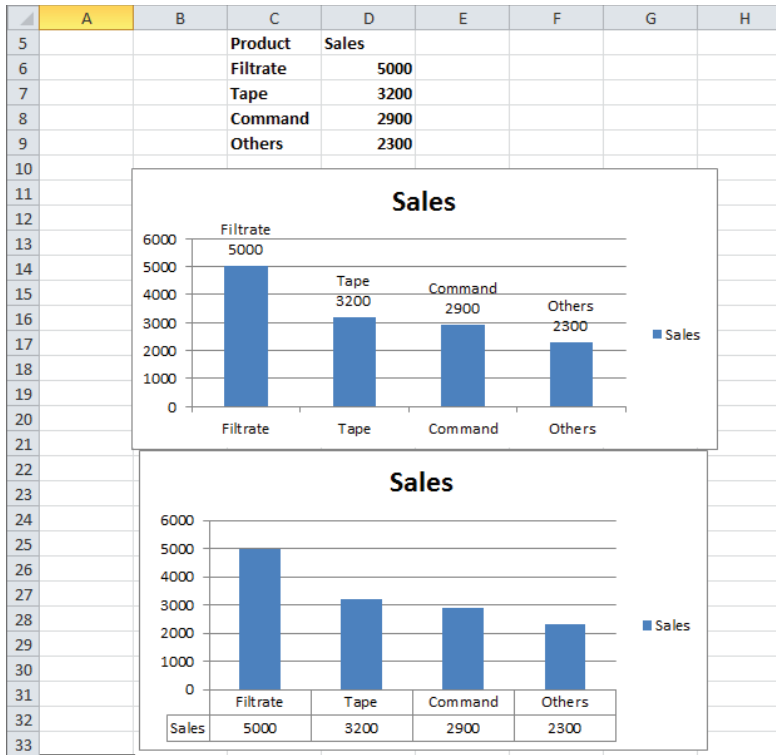 A B C D E F G H
5 Product Sales
6 Filtrate 5000
7 Tape 3200
8 Command 2900
9 Others 2300
10
11
12
13
14
15
16
17
18
19
20
21
22
23
24
25
26
27
28
29
30
31
32
33
Sales
Filtrate
6000 5000
5000
Tape
4000 3200 Command
2900 Others
3000 2300
Sales
2000
1000
0
Filtrate Tape Command Others
Sales
6000
5000
4000
3000
Sales
2000
1000
0
Filtrate Tape Command Others
Sales 5000 3200 2900 2300